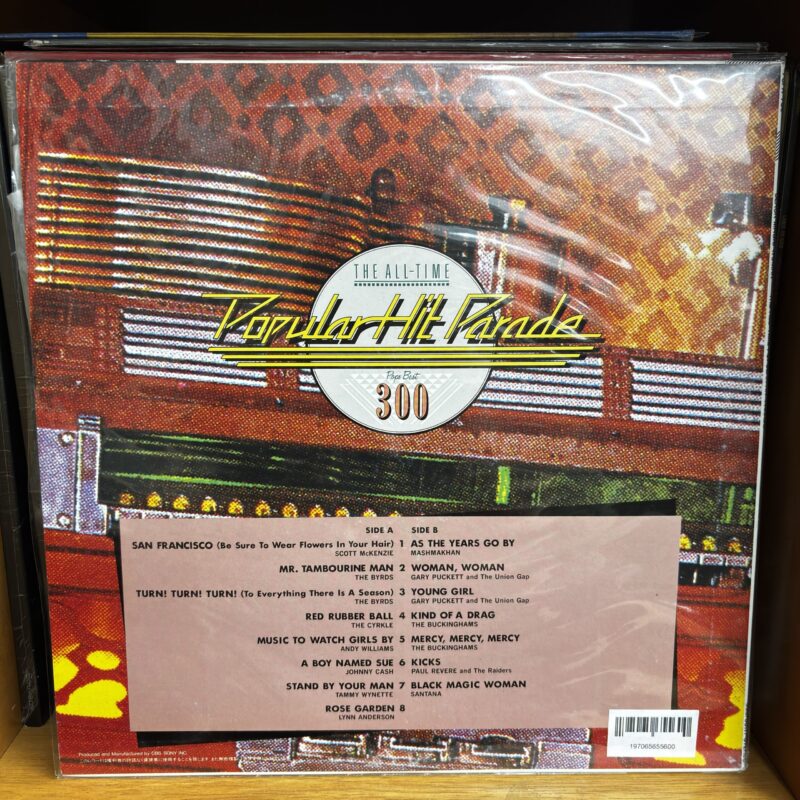 THE ALL-TIME
Popular Hit Parade
Pops Best
300
SIDE A SIDE B
SAN FRANCISCO (Be Sure To Wear Flowers In Your Hair) 1 AS THE YEARS GO BY
SCOTT McKENZIE MASHMAKHAN
MR. TAMBOURINE MAN 2 WOMAN, WOMAN
THE BYRDS GARY PUCKETT and The Union Gap
TURN! TURN! TURN! (To Everything There Is A Season) 3 YOUNG GIRL
THE BYRDS GARY PUCKETT and The Union Gap
RED RUBBER BALL 4 KIND OF A DRAG
THE CYRKLE THE BUCKINGHAMS
MUSIC TO WATCH GIRLS BY 5 MERCY, MERCY, MERCY
ANDY WILLIAMS THE BUCKINGHAMS
A BOY NAMED SUE 6 KICKS
JOHNNY CASH PAUL REVERE and The Raiders
STAND BY YOUR MAN 7 BLACK MAGIC WOMAN
TAMMY WYNETTE SANTANA
ROSE GARDEN 8
LYNN ANDERSON
Produced and Manufactured by CBS SONY INC.
197065655600